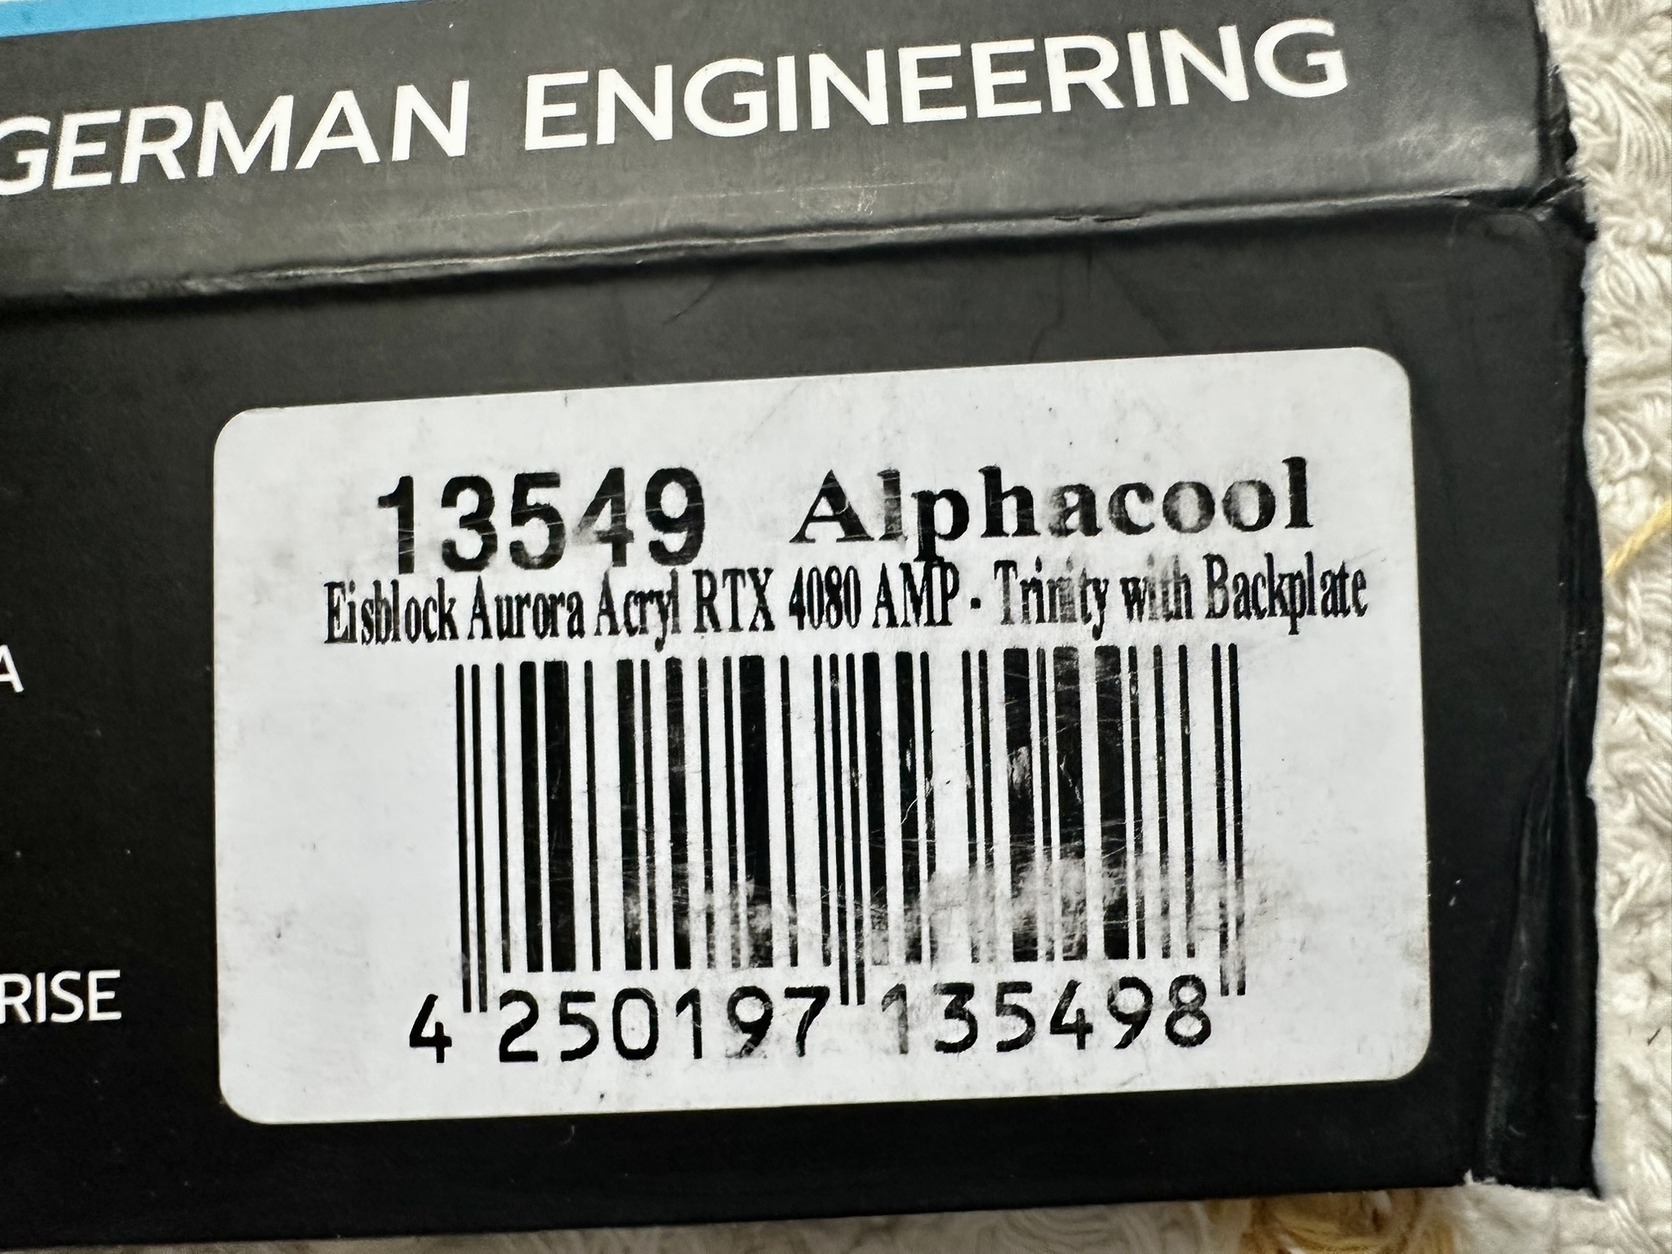 GERMAN ENGINEERING
13549 Alphacool
Eisblock Aurora Acryl RTX 4080 AMP - Trinity with Backplate
4 250197 135498
A
RISE